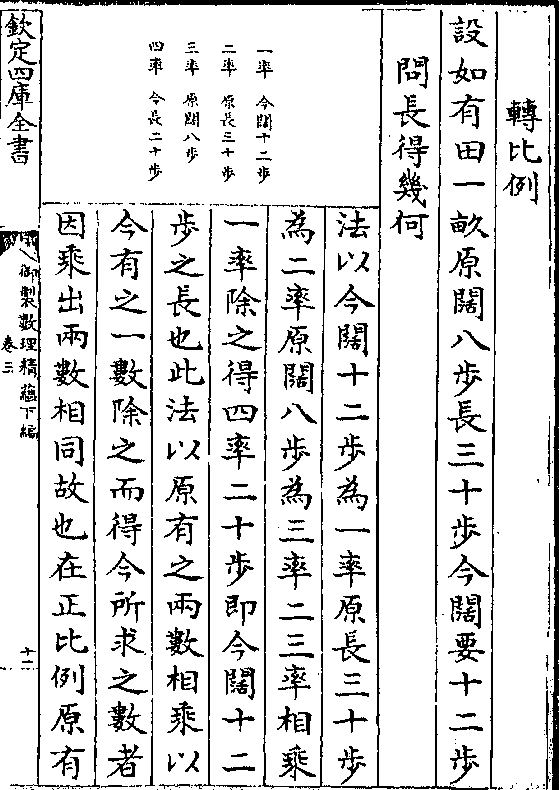 轉比例
設如有田一畝原闊八步長三十步今闊要十二步
問長得幾何
一率　今闊十二步
二率　原長三十步
三率　原闊八步
四率　今長二十步
法以今闊十二步為一率原長三十步
為二率原闊八步為三率二三率相乘
一率除之得四率二十步即今闊十二
步之長也此法以原有之兩數相乘以
今有之一數除之而得今所求之數者
因乘出兩數相同故也在正比例原有
欽定四庫全書
御製數理精藴下編
卷三
十二